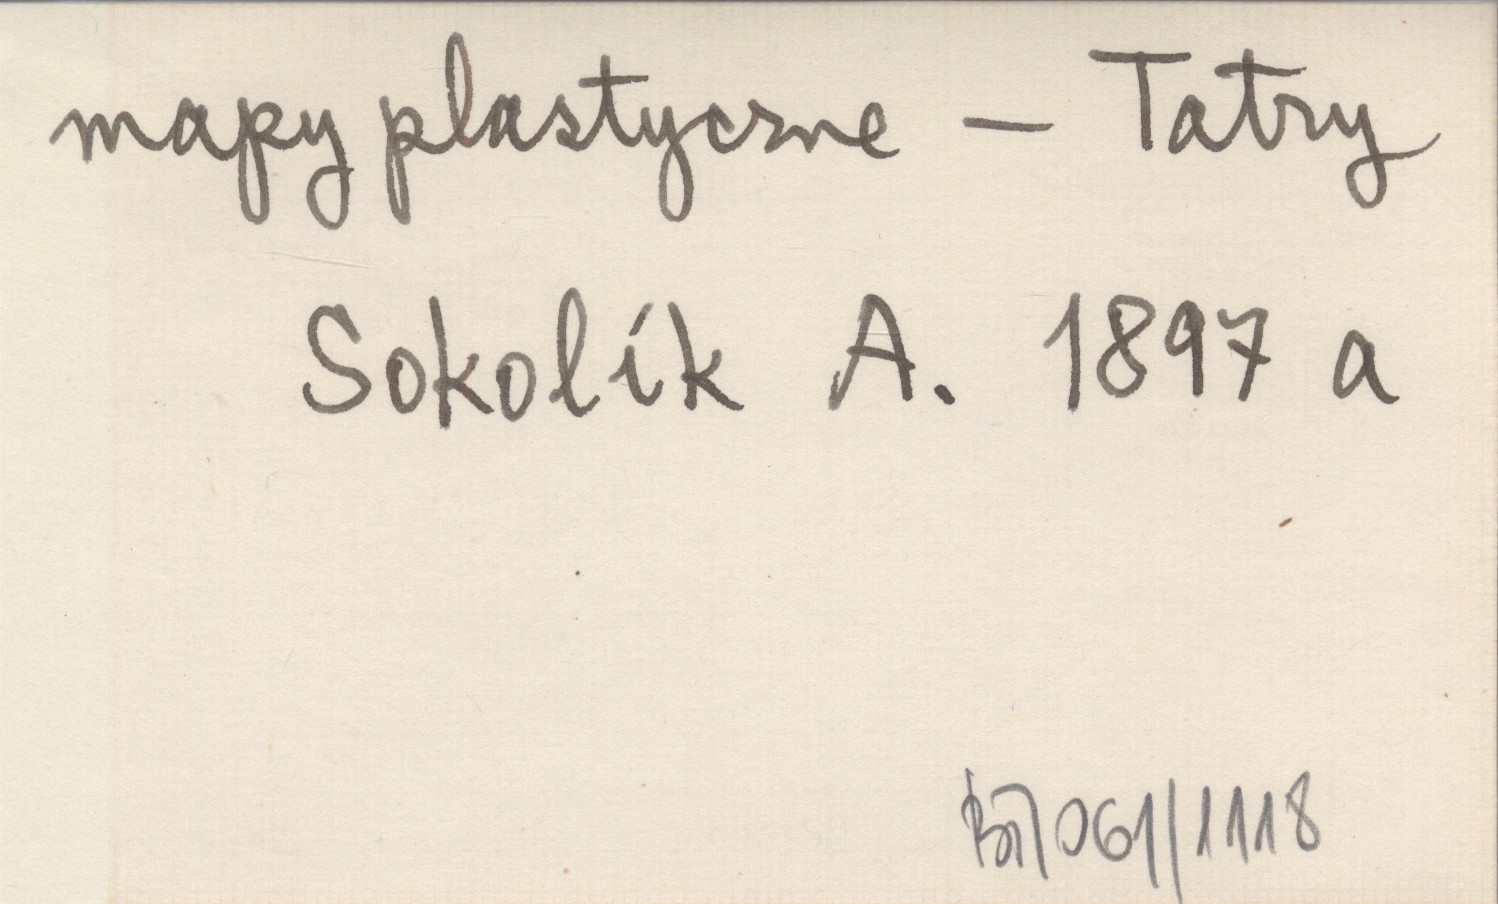 mapy plastyczne — Tatry
Sokolík A. 1897 a
061/1118